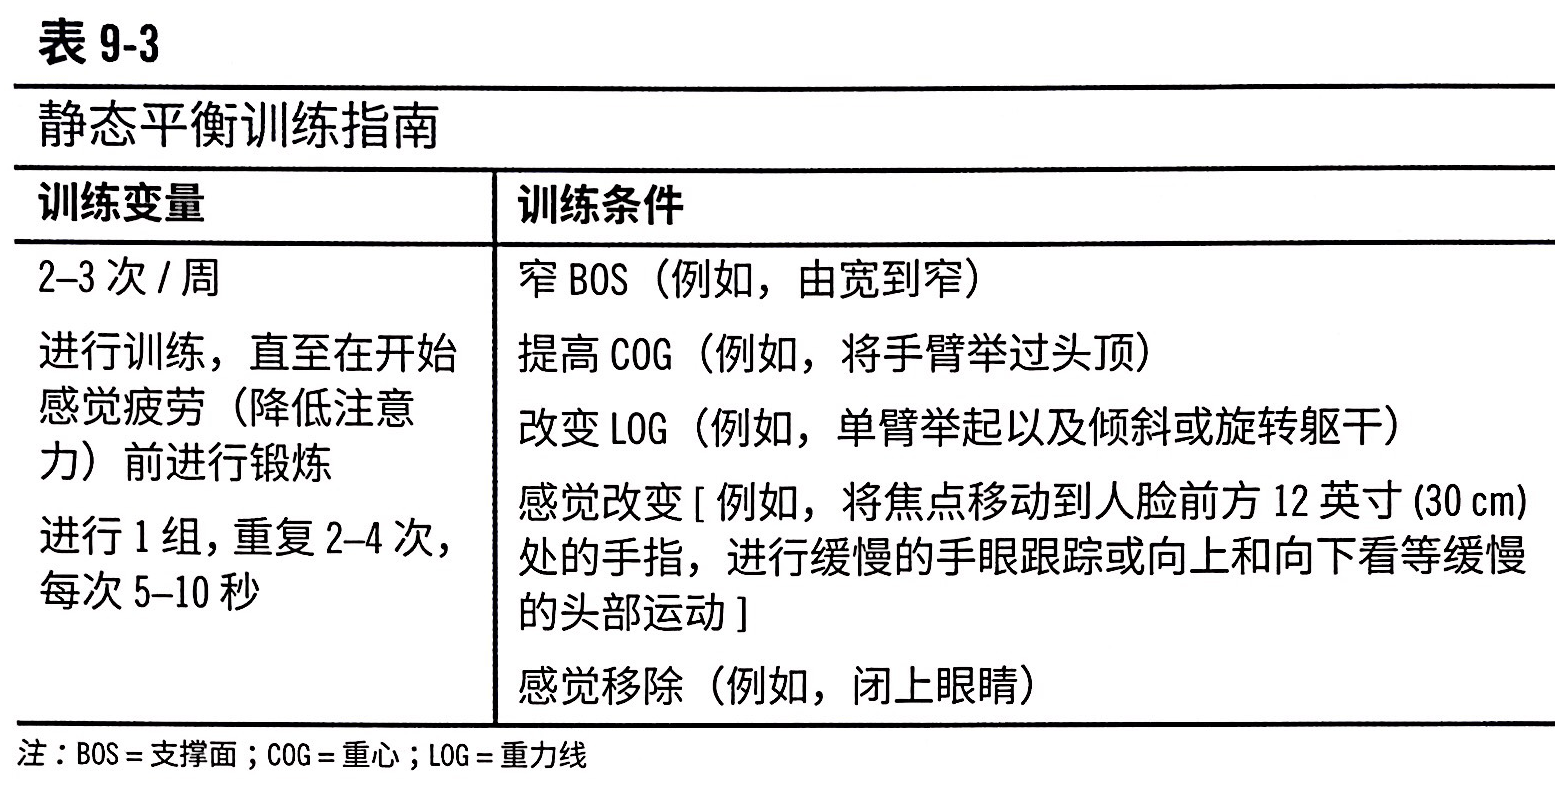 表 9-3
静态平衡训练指南
训练变量
训练条件
2–3 次 / 周
进行训练，直至在开始
感觉疲劳（降低注意
力）前进行锻炼
进行 1 组，重复 2–4 次，
每次 5–10 秒
窄 BOS（例如，由宽到窄）
提高 COG（例如，将手臂举过头顶）
改变 LOG（例如，单臂举起以及倾斜或旋转躯干）
感觉改变 [ 例如，将焦点移动到人脸前方 12 英寸 (30 cm)
处的手指，进行缓慢的手眼跟踪或向上和向下看等缓慢
的头部运动 ]
感觉移除（例如，闭上眼睛）
注：BOS = 支撑面；COG = 重心；LOG = 重力线